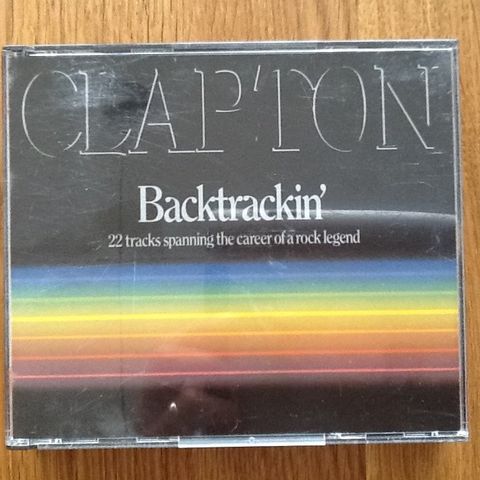 CLAPTON
Backtrackin'
22 tracks spanning the career of a rock legend